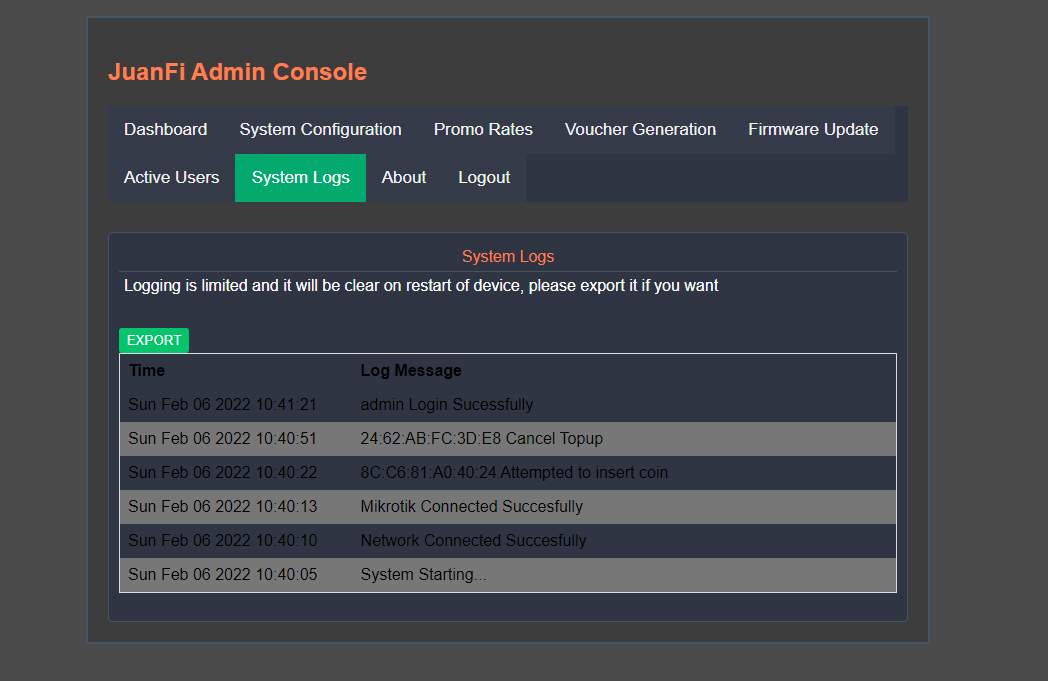 JuanFi Admin Console
Dashboard System Configuration Promo Rates Voucher Generation Firmware Update
Active Users System Logs About Logout
System Logs
Logging is limited and it will be clear on restart of device, please export it if you want
EXPORT
Time Log Message
Sun Feb 06 2022 10:41:21 admin Login Sucessfully
Sun Feb 06 2022 10:40:51 24:62:AB:FC:3D:E8 Cancel Topup
Sun Feb 06 2022 10:40:22 8C:C6:81:A0:40:24 Attempted to insert coin
Sun Feb 06 2022 10:40:13 Mikrotik Connected Succesfully
Sun Feb 06 2022 10:40:10 Network Connected Succesfully
Sun Feb 06 2022 10:40:05 System Starting...